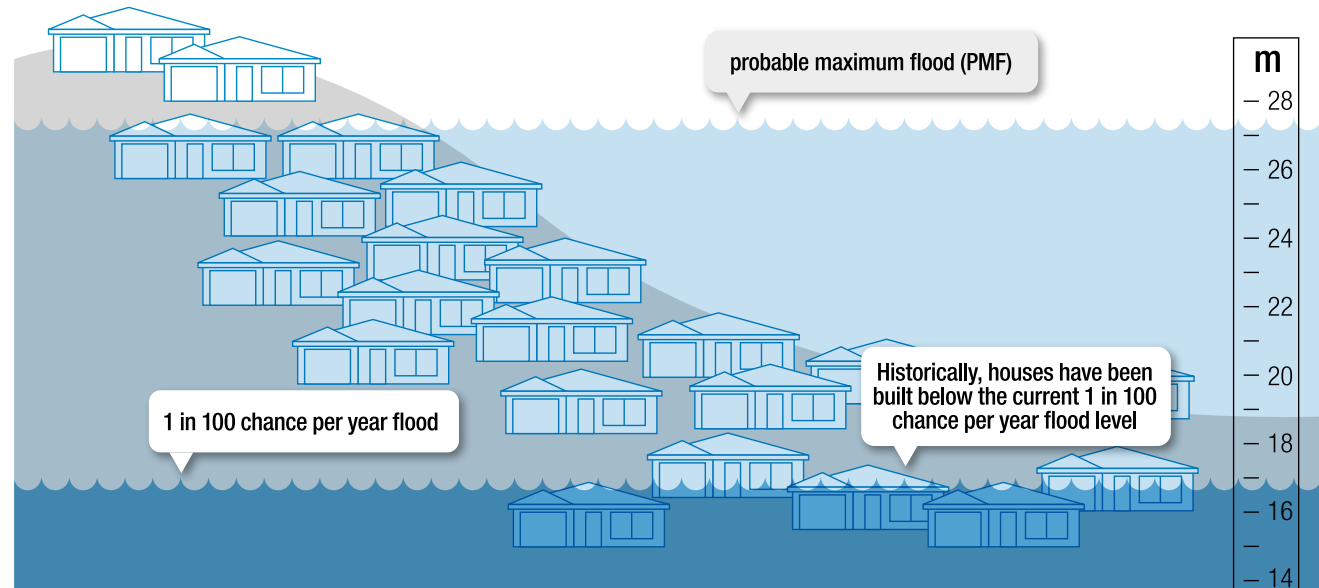 probable maximum flood (PMF)
m
– 28
– 26
– 24
– 22
– 20
– 18
– 16
– 14
Historically, houses have been
built below the current 1 in 100
chance per year flood level
1 in 100 chance per year flood